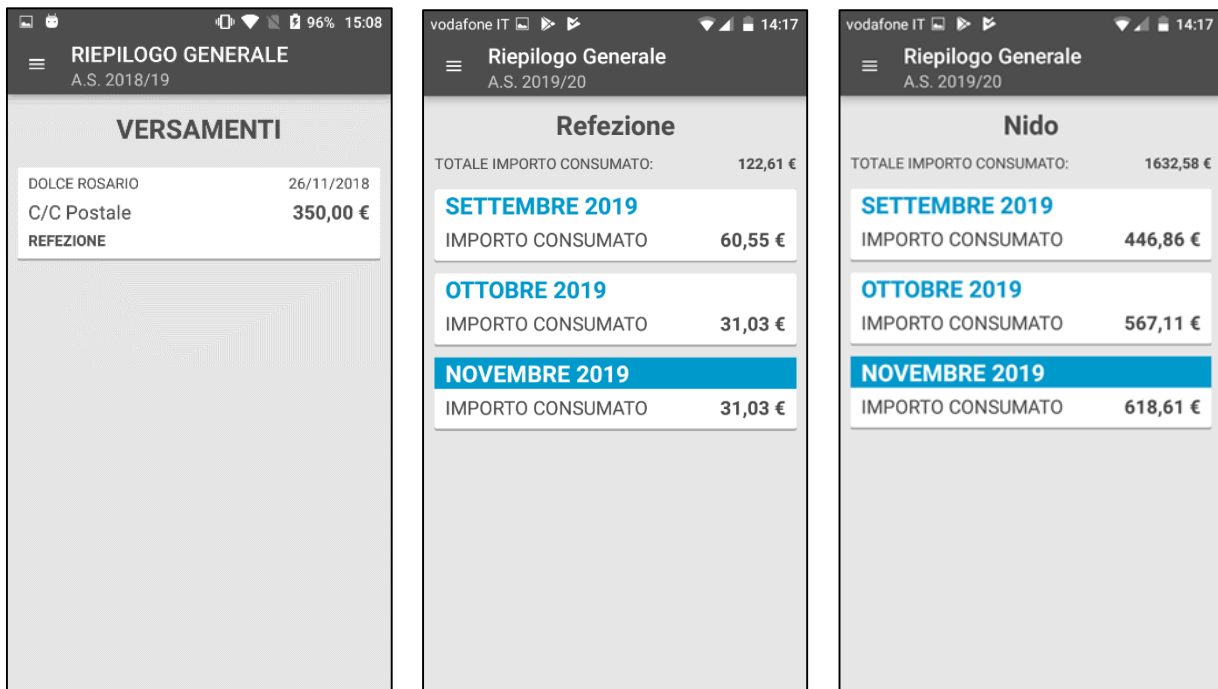 96% 15:08
RIEPILOGO GENERALE
A.S. 2018/19
VERSAMENTI
DOLCE ROSARIO 26/11/2018
C/C Postale 350,00 €
REFEZIONE
vodafone IT 14:17
Riepilogo Generale
A.S. 2019/20
Refezione
TOTALE IMPORTO CONSUMATO: 122,61 €
SETTEMBRE 2019
IMPORTO CONSUMATO 60,55 €
OTTOBRE 2019
IMPORTO CONSUMATO 31,03 €
NOVEMBRE 2019
IMPORTO CONSUMATO 31,03 €
vodafone IT 14:17
Riepilogo Generale
A.S. 2019/20
Nido
TOTALE IMPORTO CONSUMATO: 1632,58 €
SETTEMBRE 2019
IMPORTO CONSUMATO 446,86 €
OTTOBRE 2019
IMPORTO CONSUMATO 567,11 €
NOVEMBRE 2019
IMPORTO CONSUMATO 618,61 €